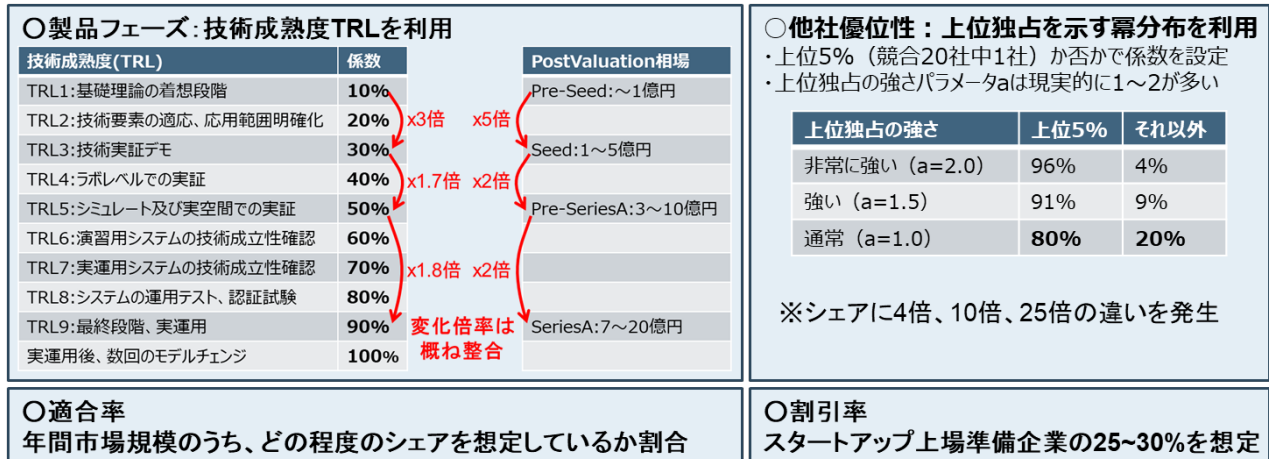 〇製品フェーズ:技術成熟度TRLを利用
技術成熟度(TRL) 係数 PostValuation相場
TRL1:基礎理論の着想段階 10% Pre-Seed:～1億円
TRL2:技術要素の適応、応用範囲明確化 20% x3倍 x5倍
TRL3:技術実証デモ 30% Seed:1～5億円
TRL4:ラボレベルでの実証 40% x1.7倍 x2倍
TRL5:シミュレート及び実空間での実証 50% Pre-SeriesA:3～10億円
TRL6:演習用システムの技術成立性確認 60%
TRL7:実運用システムの技術成立性確認 70% x1.8倍 x2倍
TRL8:システムの運用テスト、認証試験 80%
TRL9:最終段階、実運用 90% 変化倍率は SeriesA:7～20億円
実運用後、数回のモデルチェンジ 100% 概ね整合
○他社優位性：上位独占を示す冪分布を利用
・上位5%（競合20社中1社）か否かで係数を設定
・上位独占の強さパラメータaは現実的に1～2が多い
上位独占の強さ 上位5% それ以外
非常に強い（a=2.0） 96% 4%
強い（a=1.5） 91% 9%
通常（a=1.0） 80% 20%
※シェアに4倍、10倍、25倍の違いを発生
〇適合率
年間市場規模のうち、どの程度のシェアを想定しているか割合
〇割引率
スタートアップ上場準備企業の25~30%を想定